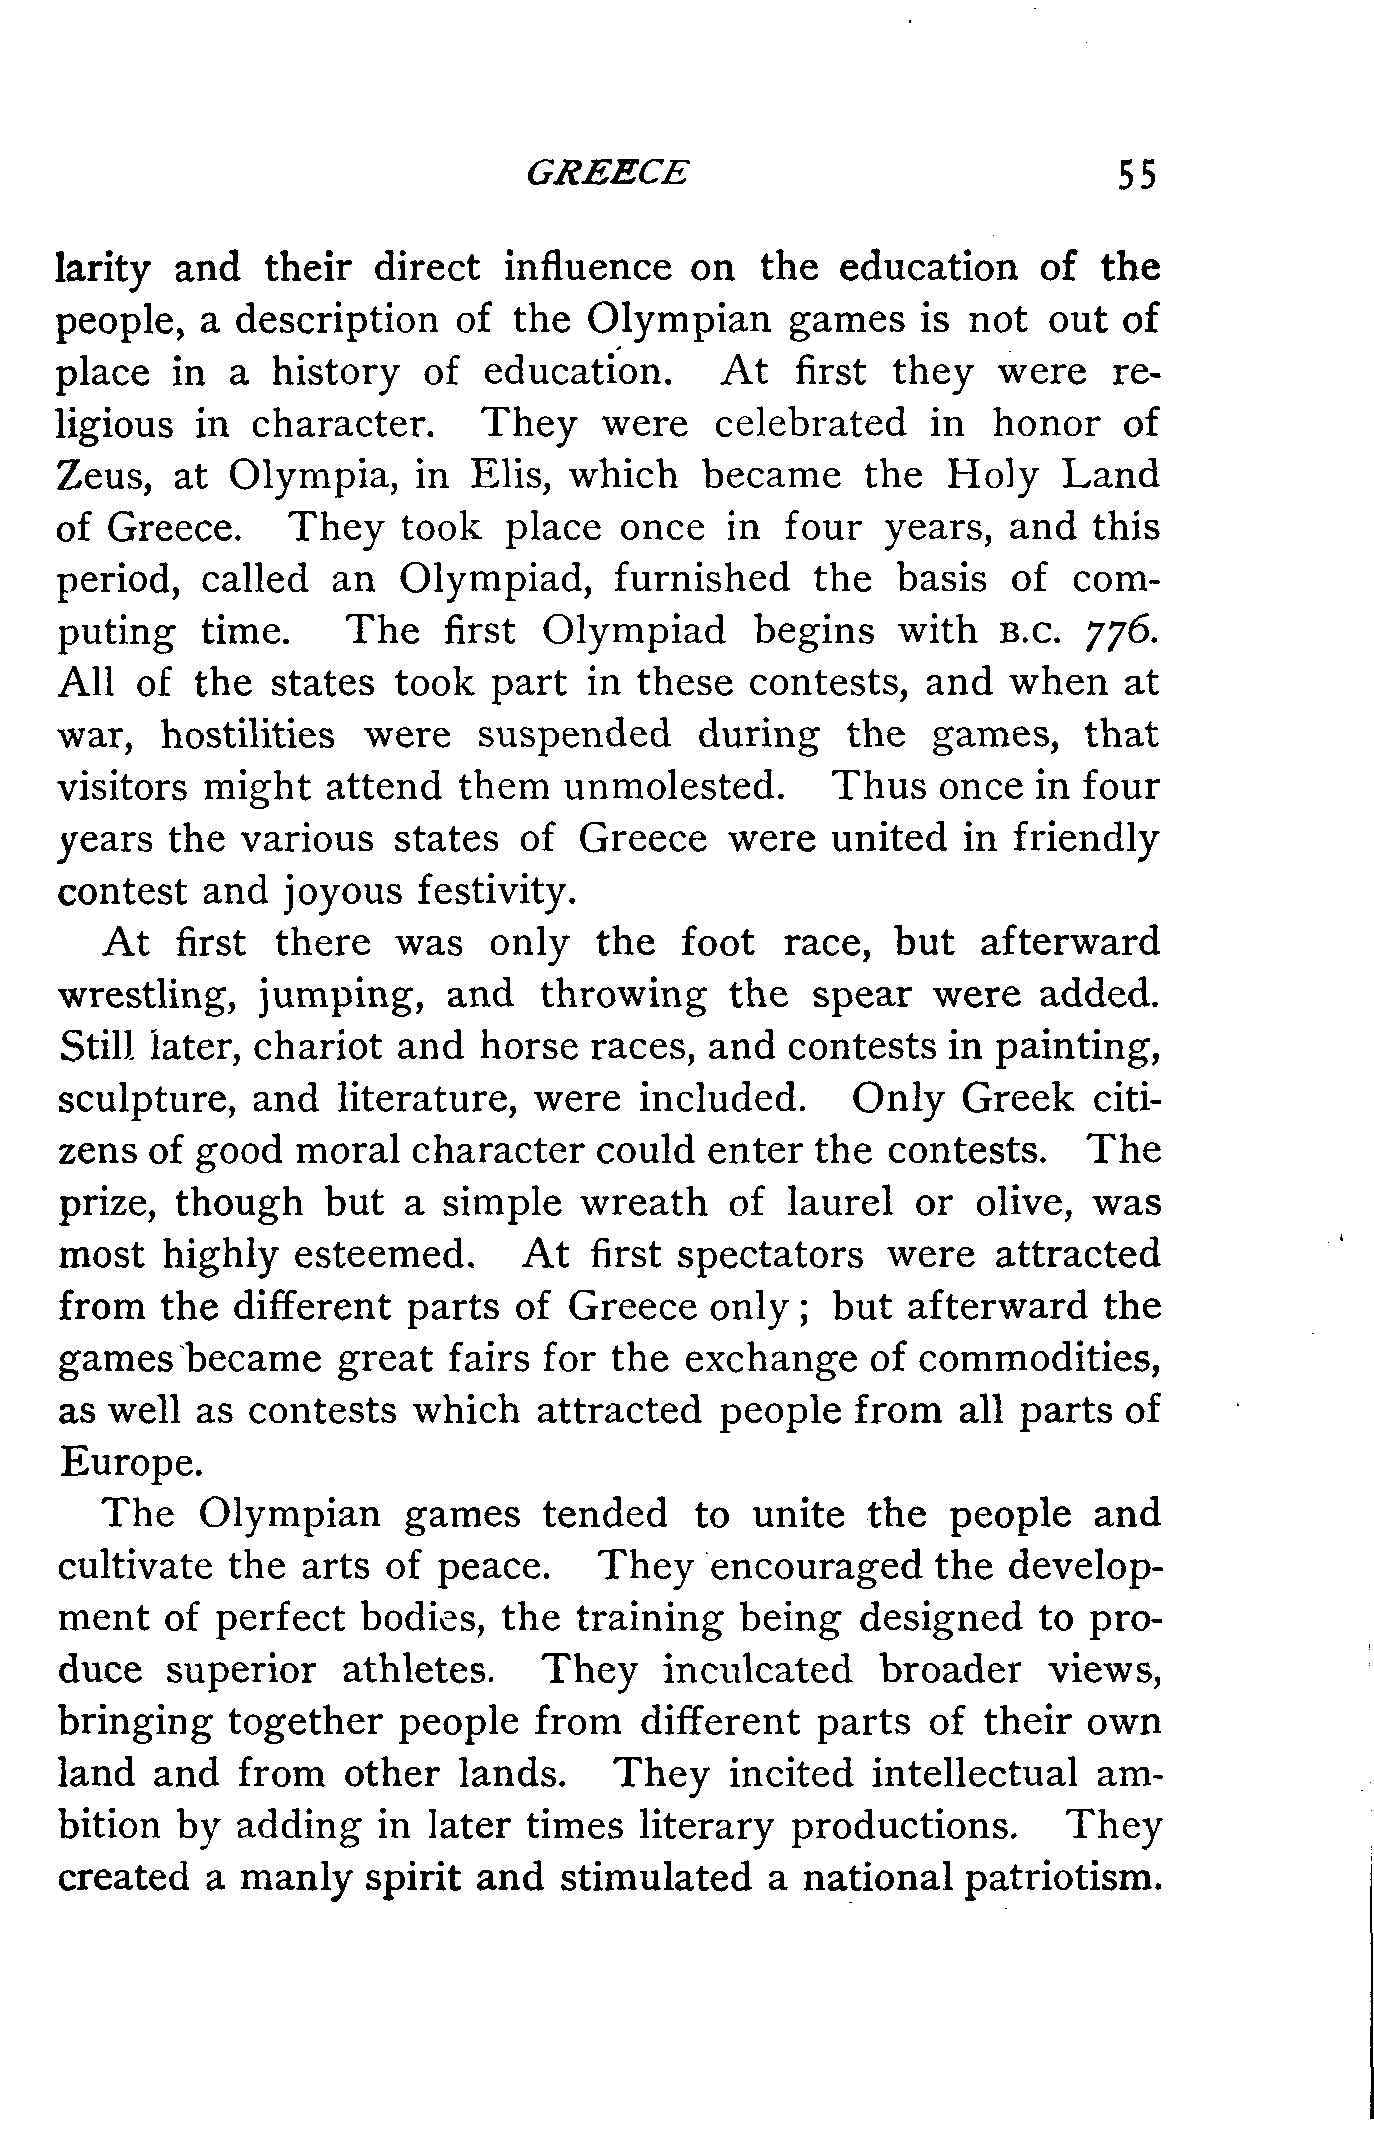 GREECE 55
larity and their direct influence on the education of the
people, a description of the Olympian games is not out of
place in a history of education. At first they were re-
ligious in character. They were celebrated in honor of
Zeus, at Olympia, in Elis, which became the Holy Land
of Greece. They took place once in four years, and this
period, called an Olympiad, furnished the basis of com-
puting time. The first Olympiad begins with B.C. 776.
All of the states took part in these contests, and when at
war, hostilities were suspended during the games, that
visitors might attend them unmolested. Thus once in four
years the various states of Greece were united in friendly
contest and joyous festivity.
At first there was only the foot race, but afterward
wrestling, jumping, and throwing the spear were added.
Still later, chariot and horse races, and contests in painting,
sculpture, and literature, were included. Only Greek citi-
zens of good moral character could enter the contests. The
prize, though but a simple wreath of laurel or olive, was
most highly esteemed. At first spectators were attracted
from the different parts of Greece only; but afterward the
games became great fairs for the exchange of commodities,
as well as contests which attracted people from all parts of
Europe.
The Olympian games tended to unite the people and
cultivate the arts of peace. They encouraged the develop-
ment of perfect bodies, the training being designed to pro-
duce superior athletes. They inculcated broader views,
bringing together people from different parts of their own
land and from other lands. They incited intellectual am-
bition by adding in later times literary productions. They
created a manly spirit and stimulated a national patriotism.